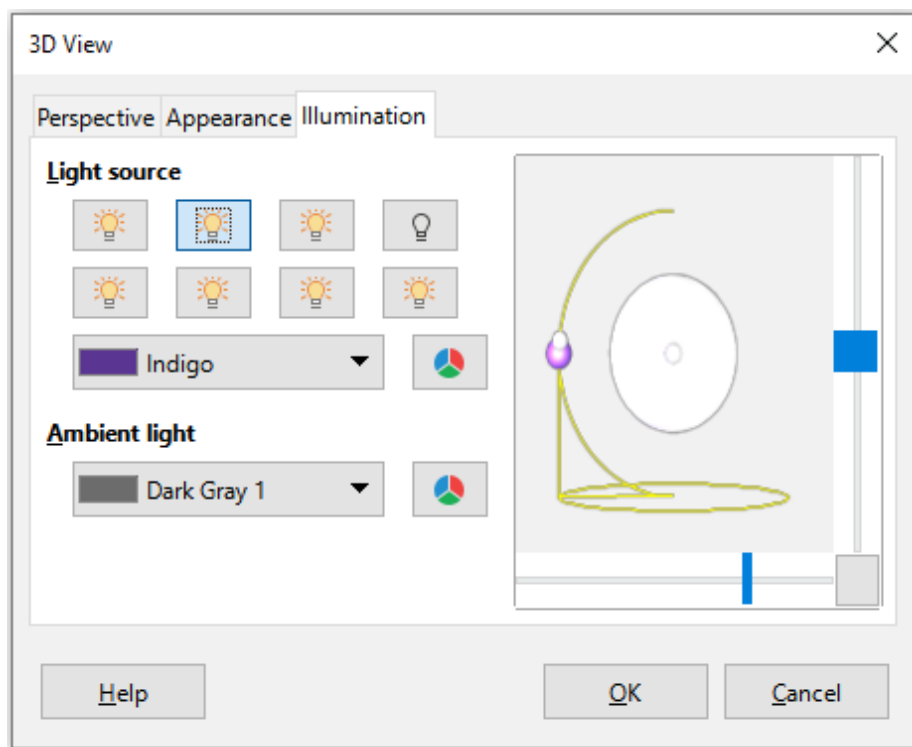 3D View
Perspective Appearance Illumination
Light source
Indigo
Ambient light
Dark Gray 1
Help OK Cancel